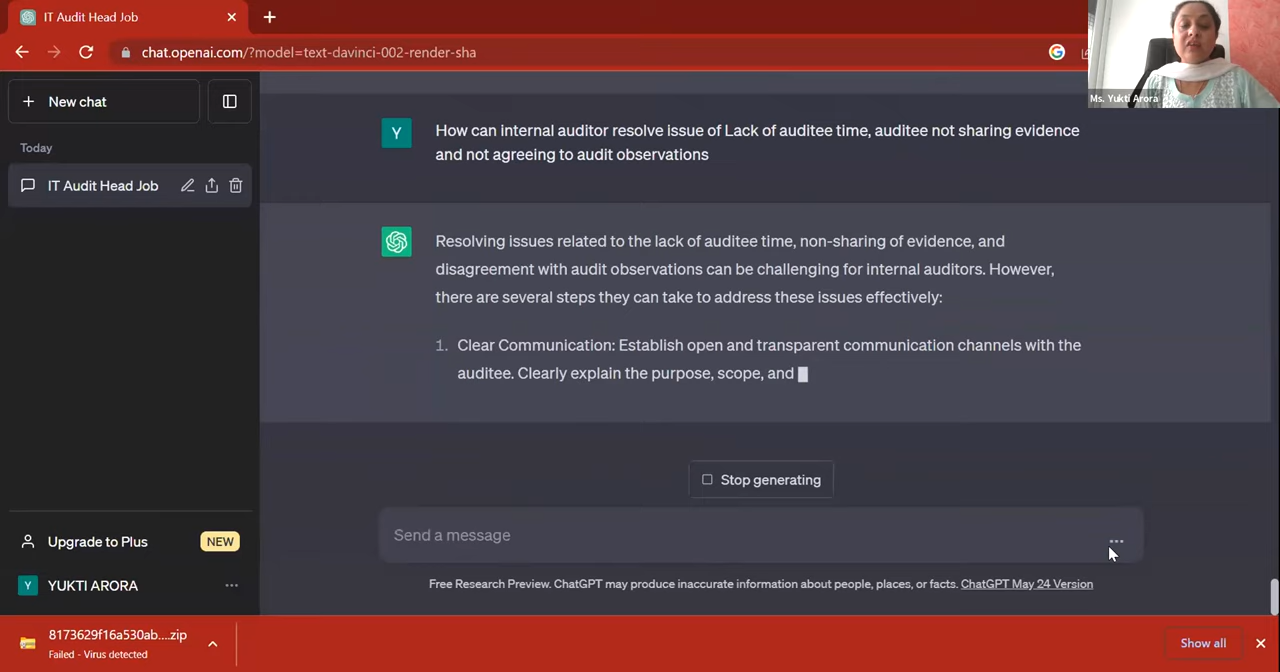 IT Audit Head Job
chat.openai.com/?model=text-davinci-002-render-sha
G
Ms. Yukti Arora
New chat
Today
IT Audit Head Job
Y
How can internal auditor resolve issue of Lack of auditee time, auditee not sharing evidence
and not agreeing to audit observations
Resolving issues related to the lack of auditee time, non-sharing of evidence, and
disagreement with audit observations can be challenging for internal auditors. However,
there are several steps they can take to address these issues effectively:
1. Clear Communication: Establish open and transparent communication channels with the
auditee. Clearly explain the purpose, scope, and
Stop generating
Send a message
Free Research Preview. ChatGPT may produce inaccurate information about people, places, or facts. ChatGPT May 24 Version
Upgrade to Plus NEW
Y YUKTI ARORA
8173629f16a530ab....zip
Failed - Virus detected
Show all